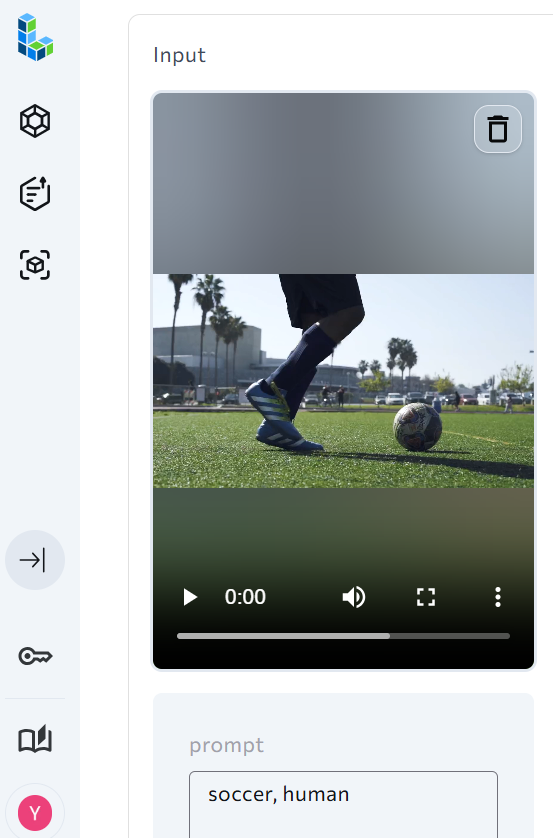 Input
0:00
prompt
soccer, human
Y